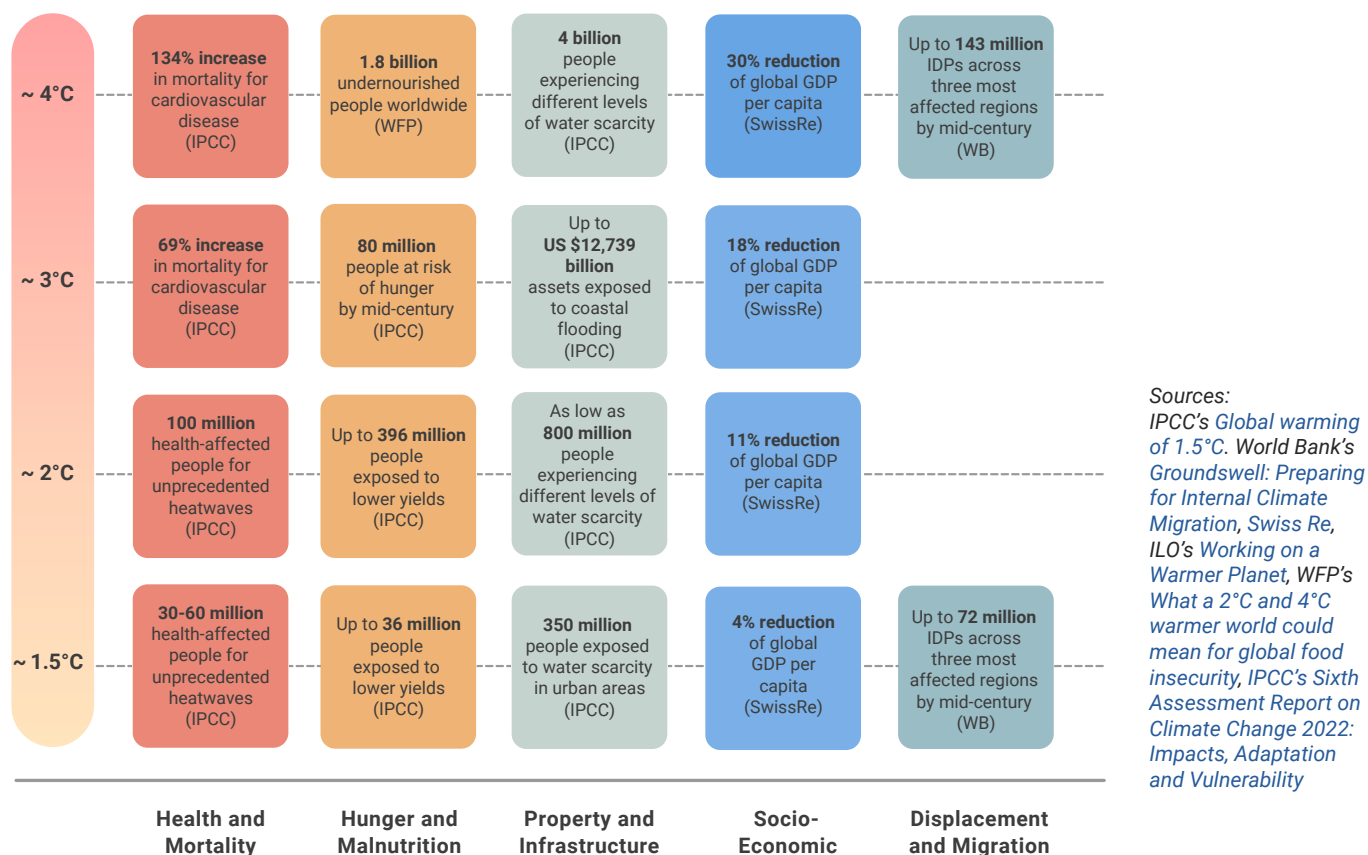 ~ 4°C
134% increase
in mortality for
cardiovascular
disease
(IPCC)
1.8 billion
undernourished
people worldwide
(WFP)
4 billion
people
experiencing
different levels
of water scarcity
(IPCC)
30% reduction
of global GDP
per capita
(SwissRe)
Up to 143 million
IDPs across
three most
affected regions
by mid-century
(WB)
~ 3°C
69% increase
in mortality for
cardiovascular
disease
(IPCC)
80 million
people at risk
of hunger
by mid-century
(IPCC)
Up to
US $12,739
billion
assets exposed
to coastal
flooding
(IPCC)
18% reduction
of global GDP
per capita
(SwissRe)
~ 2°C
100 million
health-affected
people for
unprecedented
heatwaves
(IPCC)
Up to 396 million
people
exposed to
lower yields
(IPCC)
As low as
800 million
people
experiencing
different levels of
water scarcity
(IPCC)
11% reduction
of global GDP
per capita
(SwissRe)
~ 1.5°C
30-60 million
health-affected
people for
unprecedented
heatwaves
(IPCC)
Up to 36 million
people
exposed to
lower yields
(IPCC)
350 million
people exposed
to water scarcity
in urban areas
(IPCC)
4% reduction
of global
GDP per
capita
(SwissRe)
Up to 72 million
IDPs across
three most
affected regions
by mid-century
(WB)
Health and
Mortality
Hunger and
Malnutrition
Property and
Infrastructure
Socio-
Economic
Displacement
and Migration
Sources:
IPCC's Global warming
of 1.5°C. World Bank's
Groundswell: Preparing
for Internal Climate
Migration, Swiss Re,
ILO's Working on a
Warmer Planet, WFP's
What a 2°C and 4°C
warmer world could
mean for global food
insecurity, IPCC's Sixth
Assessment Report on
Climate Change 2022:
Impacts, Adaptation
and Vulnerability